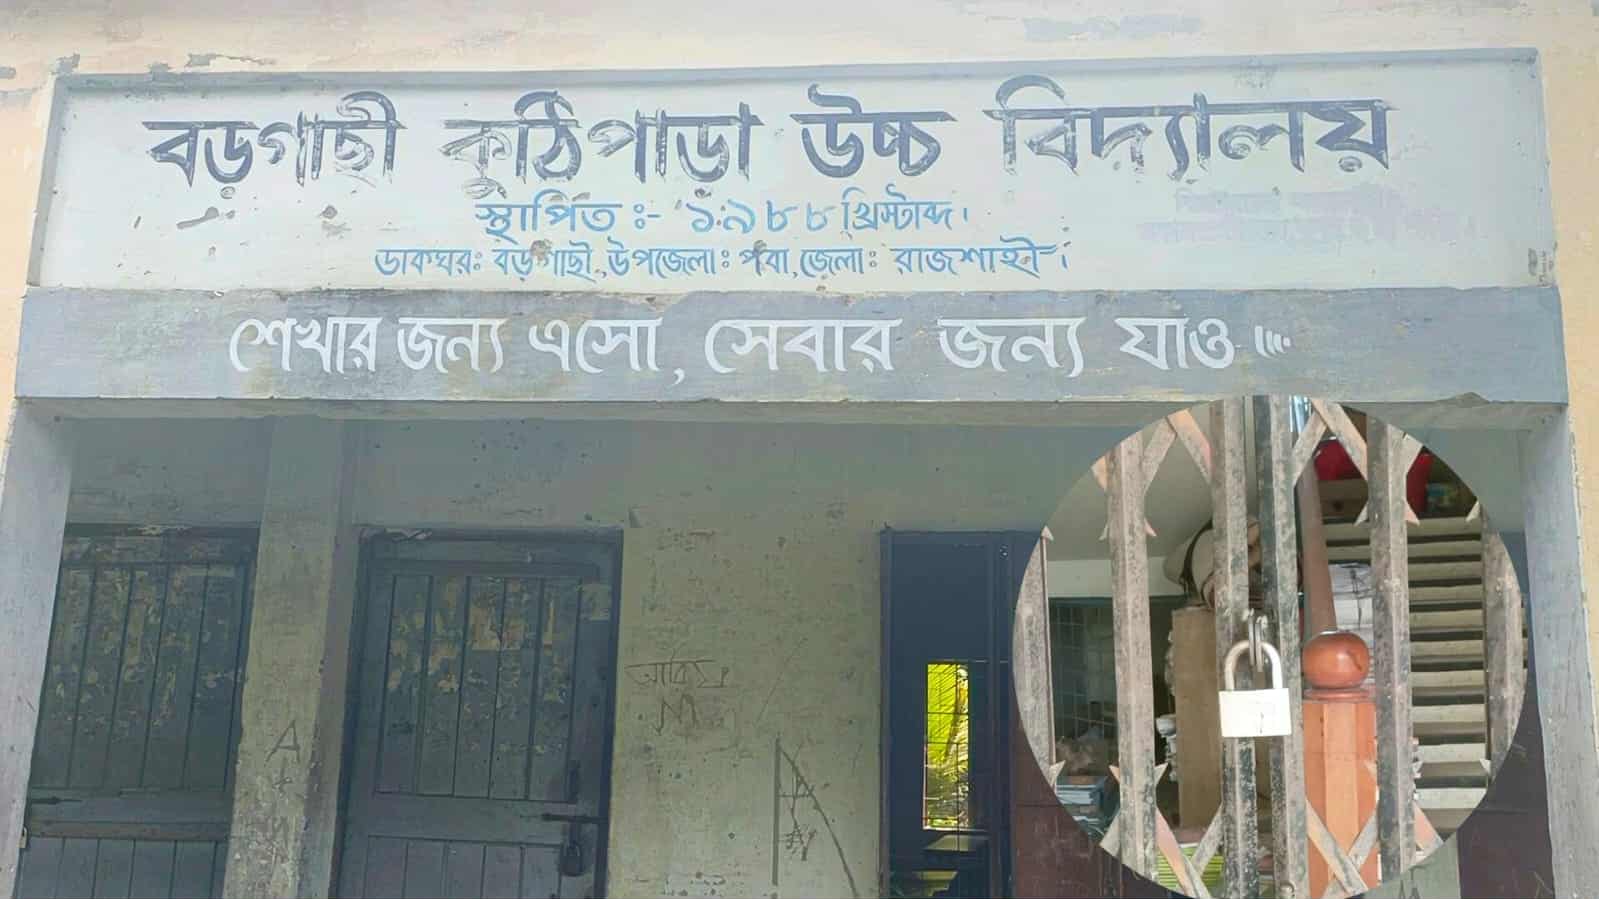 বড়গাছী কুঠিপাড়া উচ্চ বিদ্যালয়
স্থাপিত ঃ- ১৯৮৮ খ্রিস্টাব্দ।
ডাকঘরঃ বড়গাছী, উপজেলাঃ পবা, জেলাঃ রাজশাহী।
শেখার জন্য এসো, সেবার জন্য যাও